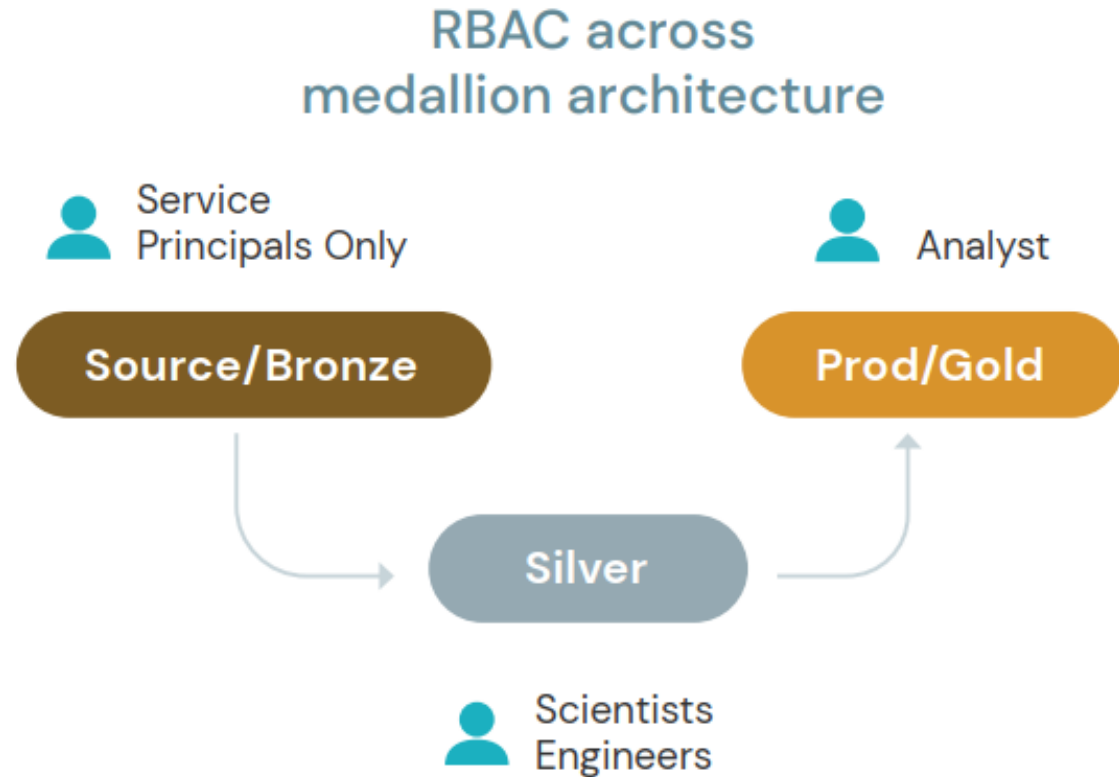 RBAC across
medallion architecture
Service
Principals Only
Analyst
Source/Bronze
Prod/Gold
Silver
Scientists
Engineers